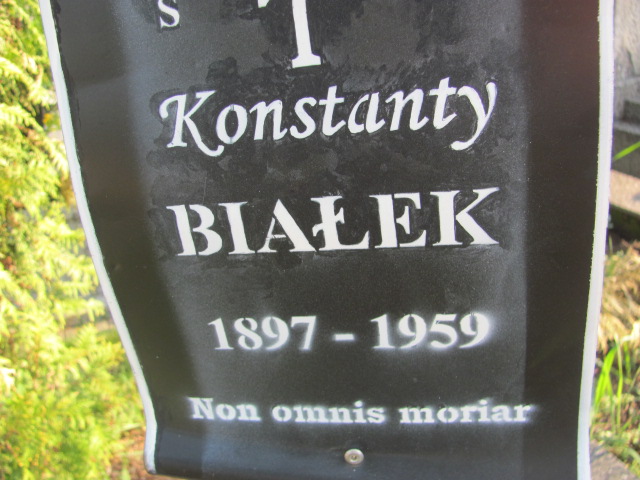 S
Konstanty
BIAŁEK
1897 - 1959
Non omnis moriar